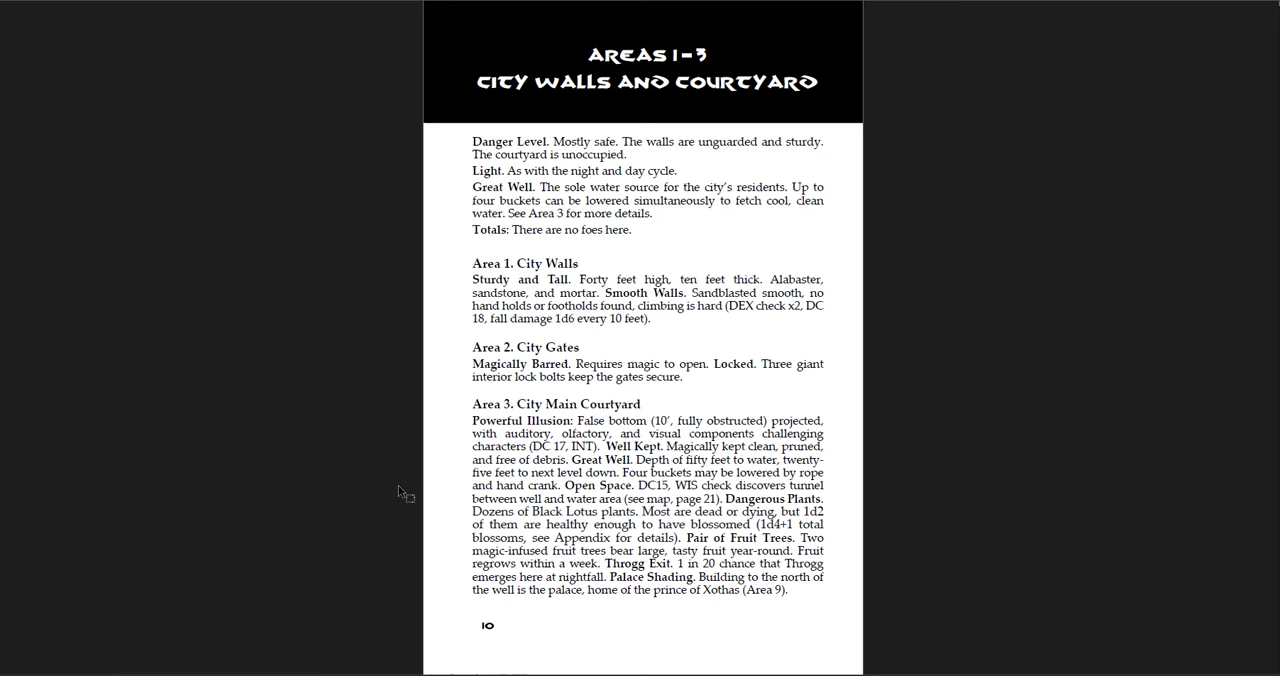 AREAS 1-3
CITY WALLS AND COURTYARD
Danger Level. Mostly safe. The walls are unguarded and sturdy.
The courtyard is unoccupied.
Light. As with the night and day cycle.
Great Well. The sole water source for the city's residents. Up to
four buckets can be lowered simultaneously to fetch cool, clean
water. See Area 3 for more details.
Totals: There are no foes here.
Area 1. City Walls
Sturdy and Tall. Forty feet high, ten feet thick. Alabaster,
sandstone, and mortar. Smooth Walls. Sandblasted smooth, no
hand holds or footholds found, climbing is hard (DEX check x2, DC
18, fall damage 1d6 every 10 feet).
Area 2. City Gates
Magically Barred. Requires magic to open. Locked. Three giant
interior lock bolts keep the gates secure.
Area 3. City Main Courtyard
Powerful Illusion: False bottom (10', fully obstructed) projected,
with auditory, olfactory, and visual components challenging
characters (DC 17, INT). Well Kept. Magically kept clean, pruned,
and free of debris. Great Well. Depth of fifty feet to water, twenty-
five feet to next level down. Four buckets may be lowered by rope
and hand crank. Open Space. DC15, WIS check discovers tunnel
between well and water area (see map, page 21). Dangerous Plants.
Dozens of Black Lotus plants. Most are dead or dying, but 1d2
of them are healthy enough to have blossomed (1d4+1 total
blossoms, see Appendix for details). Pair of Fruit Trees. Two
magic-infused fruit trees bear large, tasty fruit year-round. Fruit
regrows within a week. Throgg Exit. 1 in 20 chance that Throgg
emerges here at nightfall. Palace Shading. Building to the north of
the well is the palace, home of the prince of Xothas (Area 9).
10